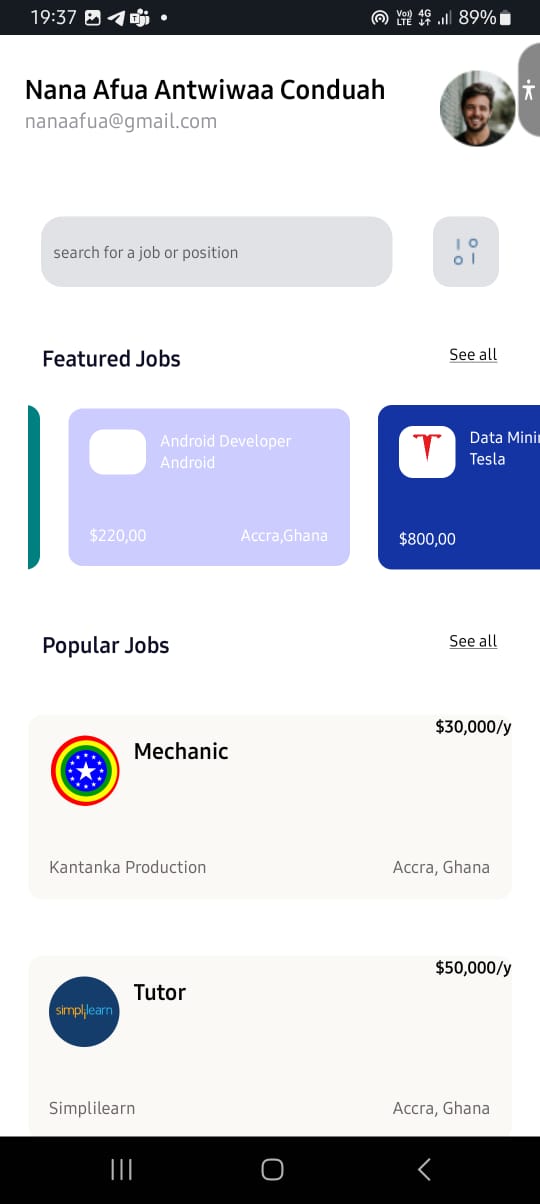 19:37
Vo)) LTE 4G 89%
Nana Afua Antwiwaa Conduah
nanaafua@gmail.com
search for a job or position
Featured Jobs
See all
Android Developer
Android
$220,00
Accra,Ghana
Data Minin
Tesla
$800,00
Popular Jobs
See all
$30,000/y
Mechanic
Kantanka Production
Accra, Ghana
$50,000/y
simplilearn
Tutor
Simplilearn
Accra, Ghana